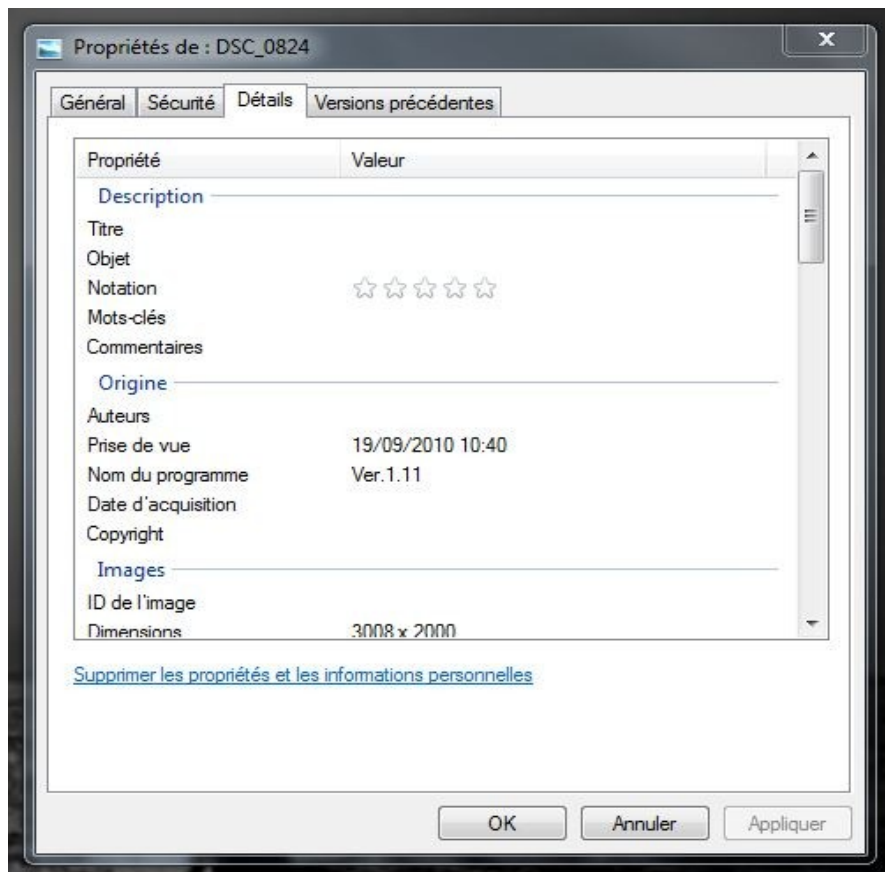 Propriétés de : DSC_0824
x
Général Sécurité Détails Versions précédentes
Propriété Valeur
Description
Titre
Objet
Notation
Mots-clés
Commentaires
Origine
Auteurs
Prise de vue 19/09/2010 10:40
Nom du programme Ver.1.11
Date d'acquisition
Copyright
Images
ID de l'image
Dimensions 3008 x 2000
Supprimer les propriétés et les informations personnelles
OK Annuler Appliquer